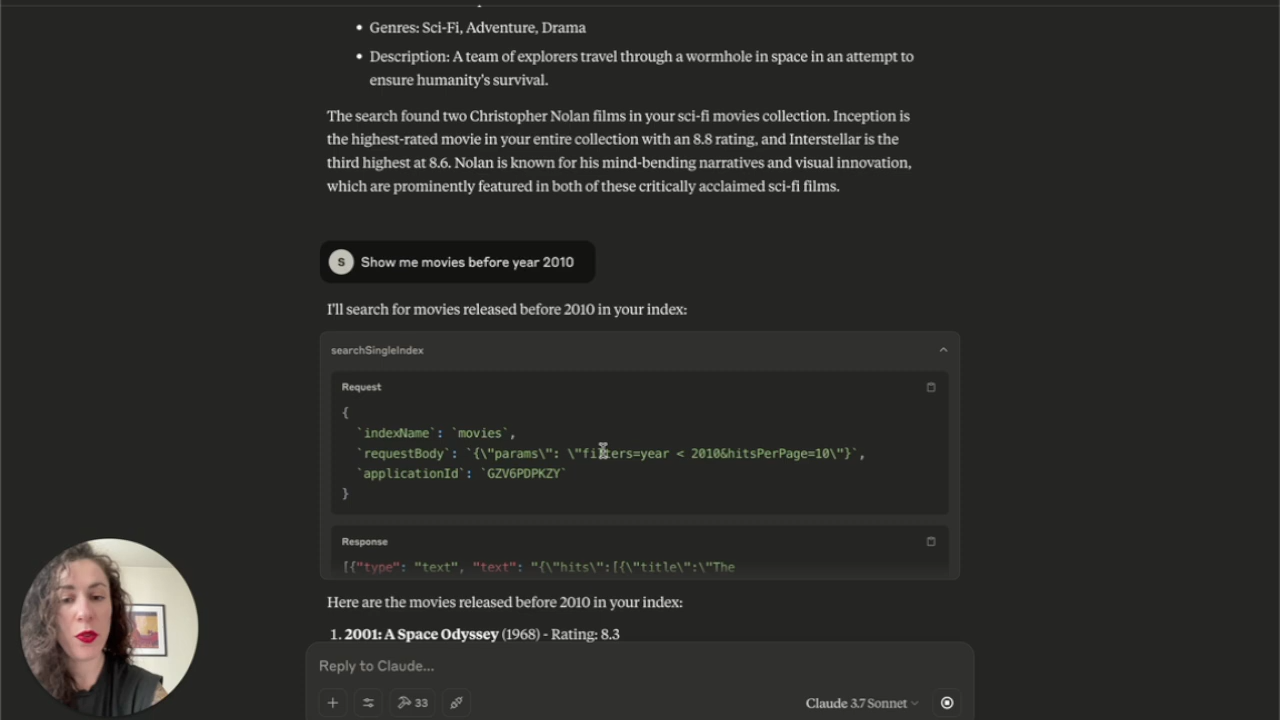 • Genres: Sci-Fi, Adventure, Drama
• Description: A team of explorers travel through a wormhole in space in an attempt to
ensure humanity's survival.
The search found two Christopher Nolan films in your sci-fi movies collection. Inception is
the highest-rated movie in your entire collection with an 8.8 rating, and Interstellar is the
third highest at 8.6. Nolan is known for his mind-bending narratives and visual innovation,
which are prominently featured in both of these critically acclaimed sci-fi films.
S Show me movies before year 2010
I'll search for movies released before 2010 in your index:
searchSingleIndex
Request
{
`indexName`: `movies`,
`requestBody`: `{\"params\": \"filters=year < 2010&hitsPerPage=10\"}`,
`applicationId`: `GZV6PDPKZY`
}
Response
[{"type": "text", "text": "{\"hits\":[{\"title\":\"The
Here are the movies released before 2010 in your index:
1. 2001: A Space Odyssey (1968) - Rating: 8.3
Reply to Claude...
33
Claude 3.7 Sonnet